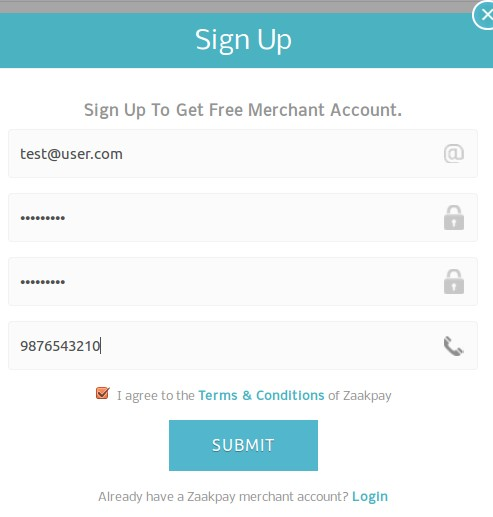 Sign Up
Sign Up To Get Free Merchant Account.
test@user.com
•••••••••
•••••••••
9876543210
I agree to the Terms & Conditions of Zaakpay
SUBMIT
Already have a Zaakpay merchant account? Login